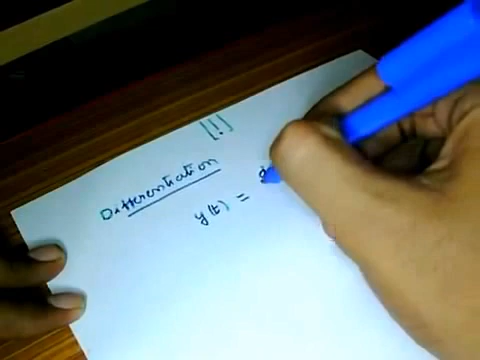 Differentiation
y(t) = d